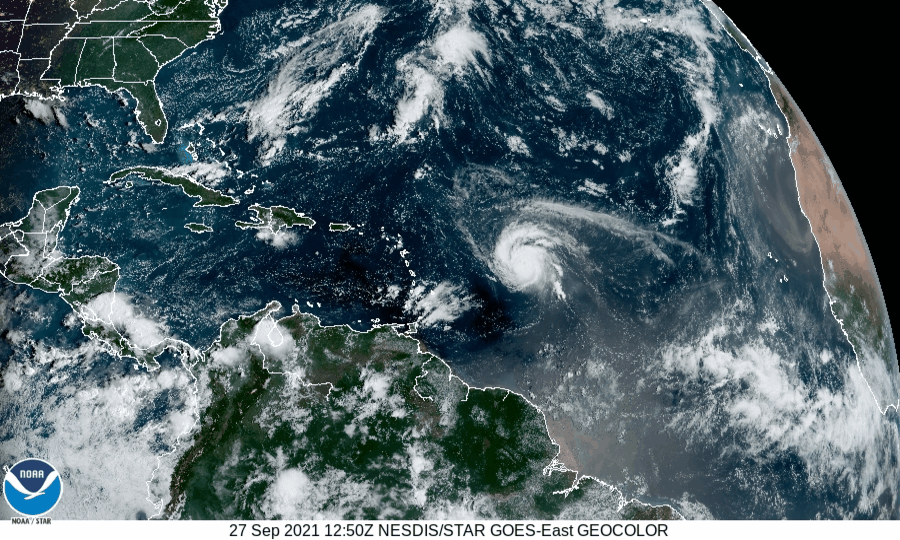 NOAA
NOAA / STAR
27 Sep 2021 12:50Z NESDIS/STAR GOES-East GEOCOLOR